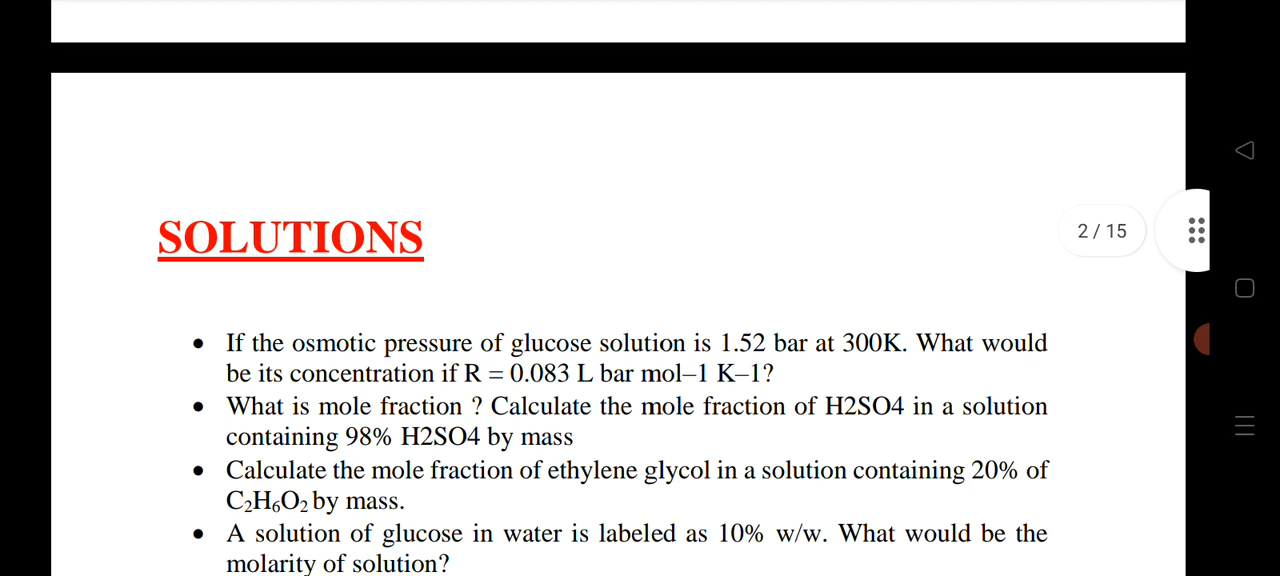 SOLUTIONS
2 / 15
• If the osmotic pressure of glucose solution is 1.52 bar at 300K. What would
be its concentration if R = 0.083 L bar mol–1 K–1?
• What is mole fraction ? Calculate the mole fraction of H2SO4 in a solution
containing 98% H2SO4 by mass
• Calculate the mole fraction of ethylene glycol in a solution containing 20% of
C₂H₆O₂ by mass.
• A solution of glucose in water is labeled as 10% w/w. What would be the
molarity of solution?